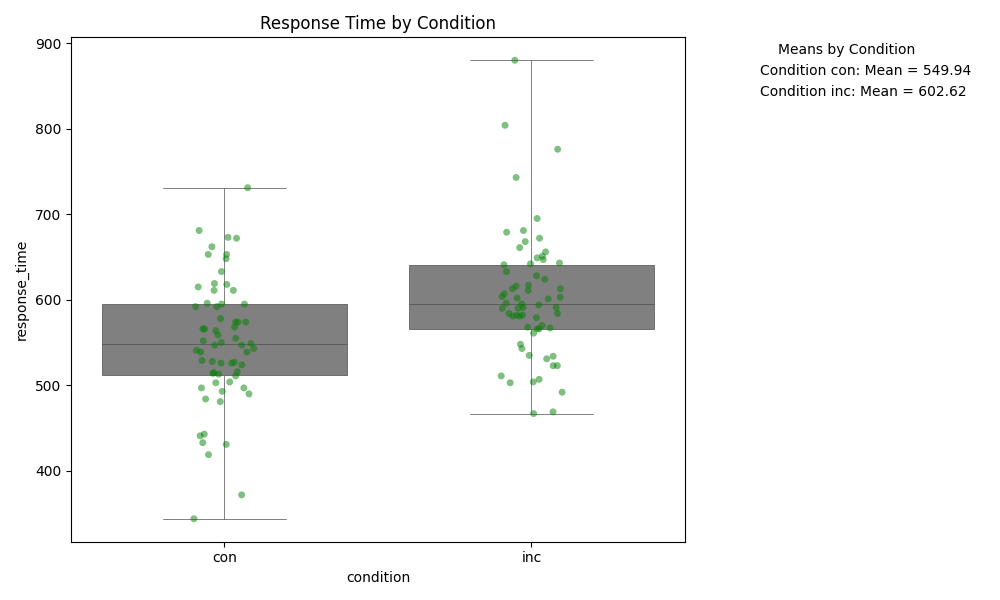 Response Time by Condition
Means by Condition
Condition con: Mean = 549.94
Condition inc: Mean = 602.62
response_time
900
800
700
600
500
400
con
inc
condition